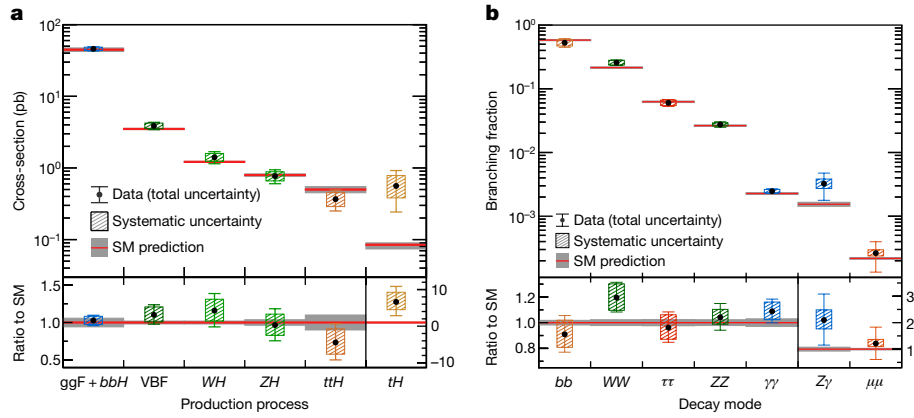 a
Cross-section (pb)
10²
10¹
10⁰
10⁻¹
Data (total uncertainty)
Systematic uncertainty
SM prediction
Ratio to SM
1.5
1.0
0.5
10
0
−10
ggF + bbH
VBF
WH
ZH
ttH
tH
Production process
b
Branching fraction
10⁰
10⁻¹
10⁻²
10⁻³
Data (total uncertainty)
Systematic uncertainty
SM prediction
Ratio to SM
1.2
1.0
0.8
3
2
1
bb
WW
ττ
ZZ
γγ
Zγ
μμ
Decay mode